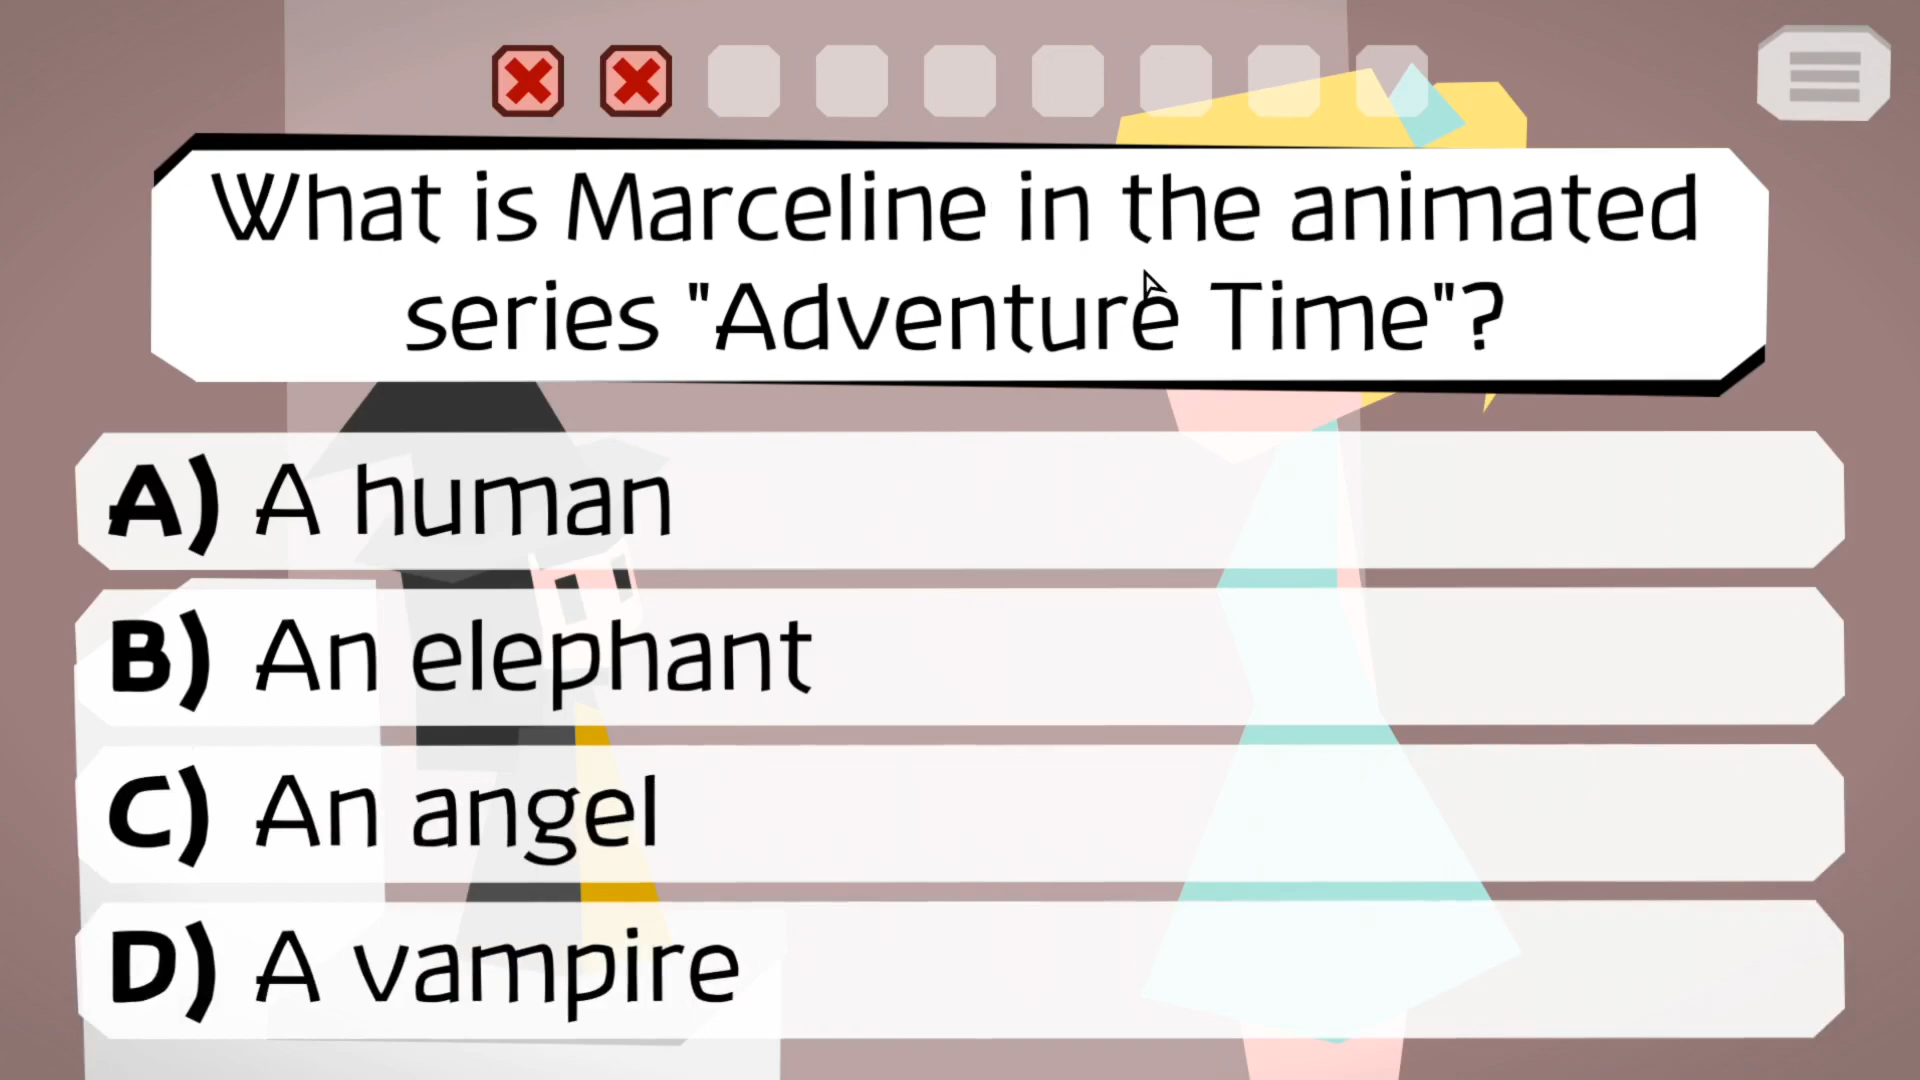 What is Marceline in the animated
series "Adventure Time"?
A) A human
B) An elephant
C) An angel
D) A vampire